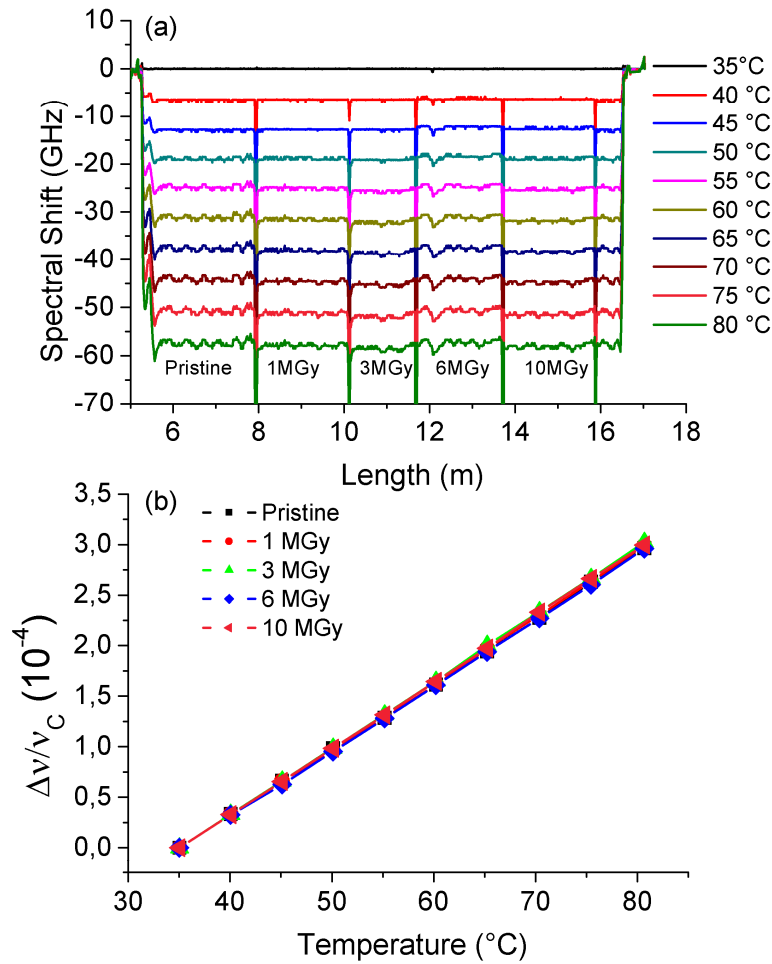 (a)
Spectral Shift (GHz)
10
0
-10
-20
-30
-40
-50
-60
-70
35°C
40 °C
45 °C
50 °C
55 °C
60 °C
65 °C
70 °C
75 °C
80 °C
Pristine 1MGy 3MGy 6MGy 10MGy
6 8 10 12 14 16 18
Length (m)
(b)
Δν/νC (10-4)
3,5
3,0
2,5
2,0
1,5
1,0
0,5
0,0
Pristine
1 MGy
3 MGy
6 MGy
10 MGy
30 40 50 60 70 80
Temperature (°C)